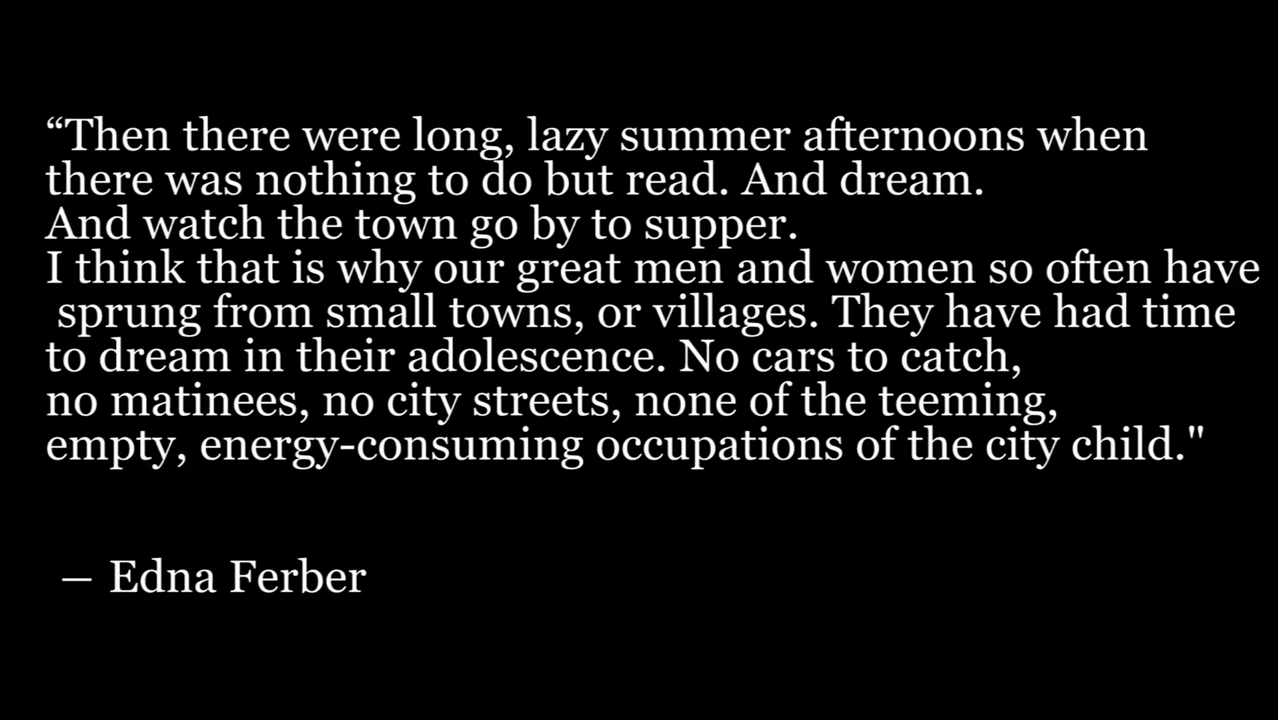 “Then there were long, lazy summer afternoons when
there was nothing to do but read. And dream.
And watch the town go by to supper.
I think that is why our great men and women so often have
sprung from small towns, or villages. They have had time
to dream in their adolescence. No cars to catch,
no matinees, no city streets, none of the teeming,
empty, energy-consuming occupations of the city child."
― Edna Ferber